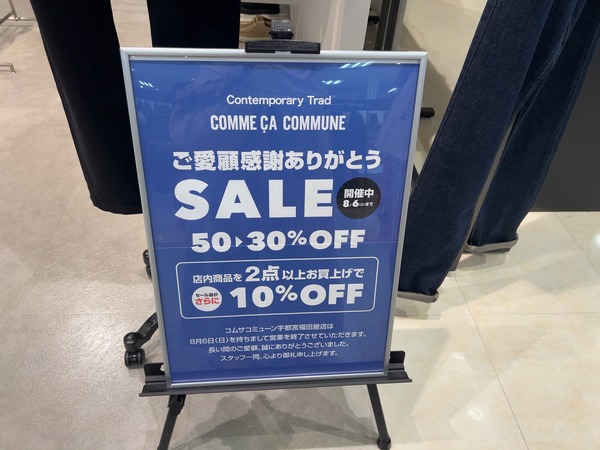 Contemporary Trad
COMME ÇA COMMUNE
ご愛顧感謝ありがとう
SALE
開催中
8/6(日)まで
50▶30%OFF
店内商品を2点以上お買上げで
セール品が
さらに
10%OFF
コムサコミューン宇都宮福田屋店は
8月6日(日)を持ちまして営業を終了させていただきます。
長い間のご愛顧、誠にありがとうございました。
スタッフ一同、心より御礼申し上げます。